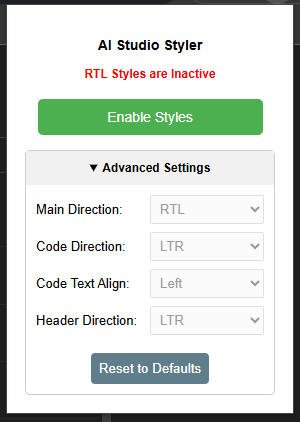 AI Studio Styler
RTL Styles are Inactive
Enable Styles
▼ Advanced Settings
Main Direction: RTL
Code Direction: LTR
Code Text Align: Left
Header Direction: LTR
Reset to Defaults